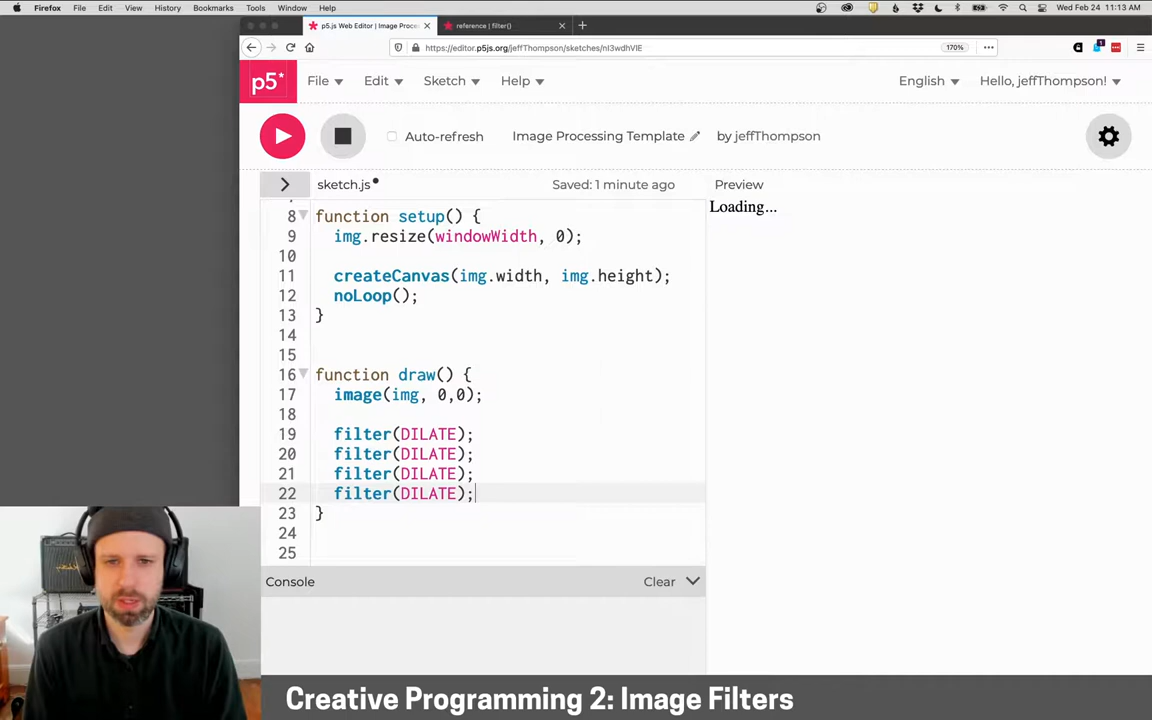 Firefox File Edit View History Bookmarks Tools Window Help Wed Feb 24 11:13 AM
p5.js Web Editor | Image Proce reference | filter()
https://editor.p5js.org/jeffThompson/sketches/nI3wdhVIE 170%
p5* File Edit Sketch Help English Hello, jeffThompson!
Auto-refresh Image Processing Template by jeffThompson
sketch.js Saved: 1 minute ago Preview
Loading...
8 function setup() {
9 img.resize(windowWidth, 0);
10
11 createCanvas(img.width, img.height);
12 noLoop();
13 }
14
15
16 function draw() {
17 image(img, 0,0);
18
19 filter(DILATE);
20 filter(DILATE);
21 filter(DILATE);
22 filter(DILATE);
23 }
24
25
Console Clear
Creative Programming 2: Image Filters